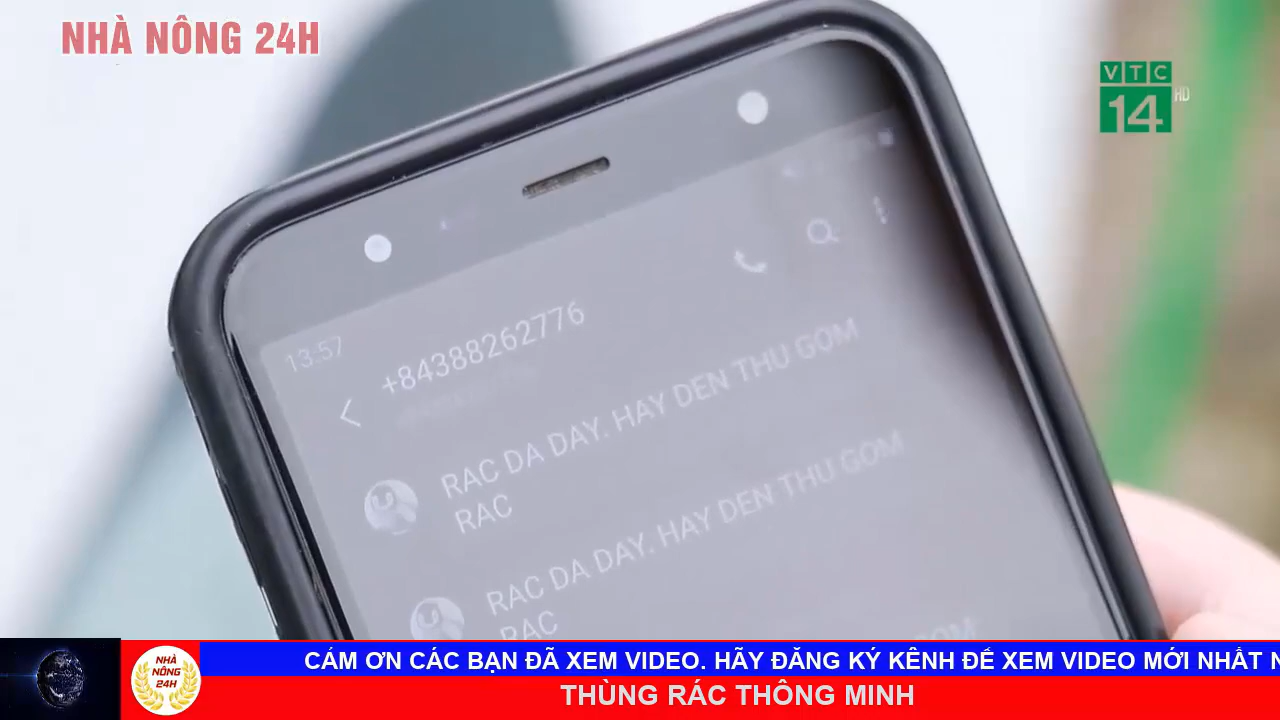 NHÀ NÔNG 24H
VTC
14
HD
13:57
+84388262776
RAC DA DAY. HAY DEN THU GOM
RAC
RAC DA DAY. HAY DEN THU GOM
RAC
GOM
NHÀ
NÔNG
24H
CẢM ƠN CÁC BẠN ĐÃ XEM VIDEO. HÃY ĐĂNG KÝ KÊNH ĐỂ XEM VIDEO MỚI NHẤT
THÙNG RÁC THÔNG MINH